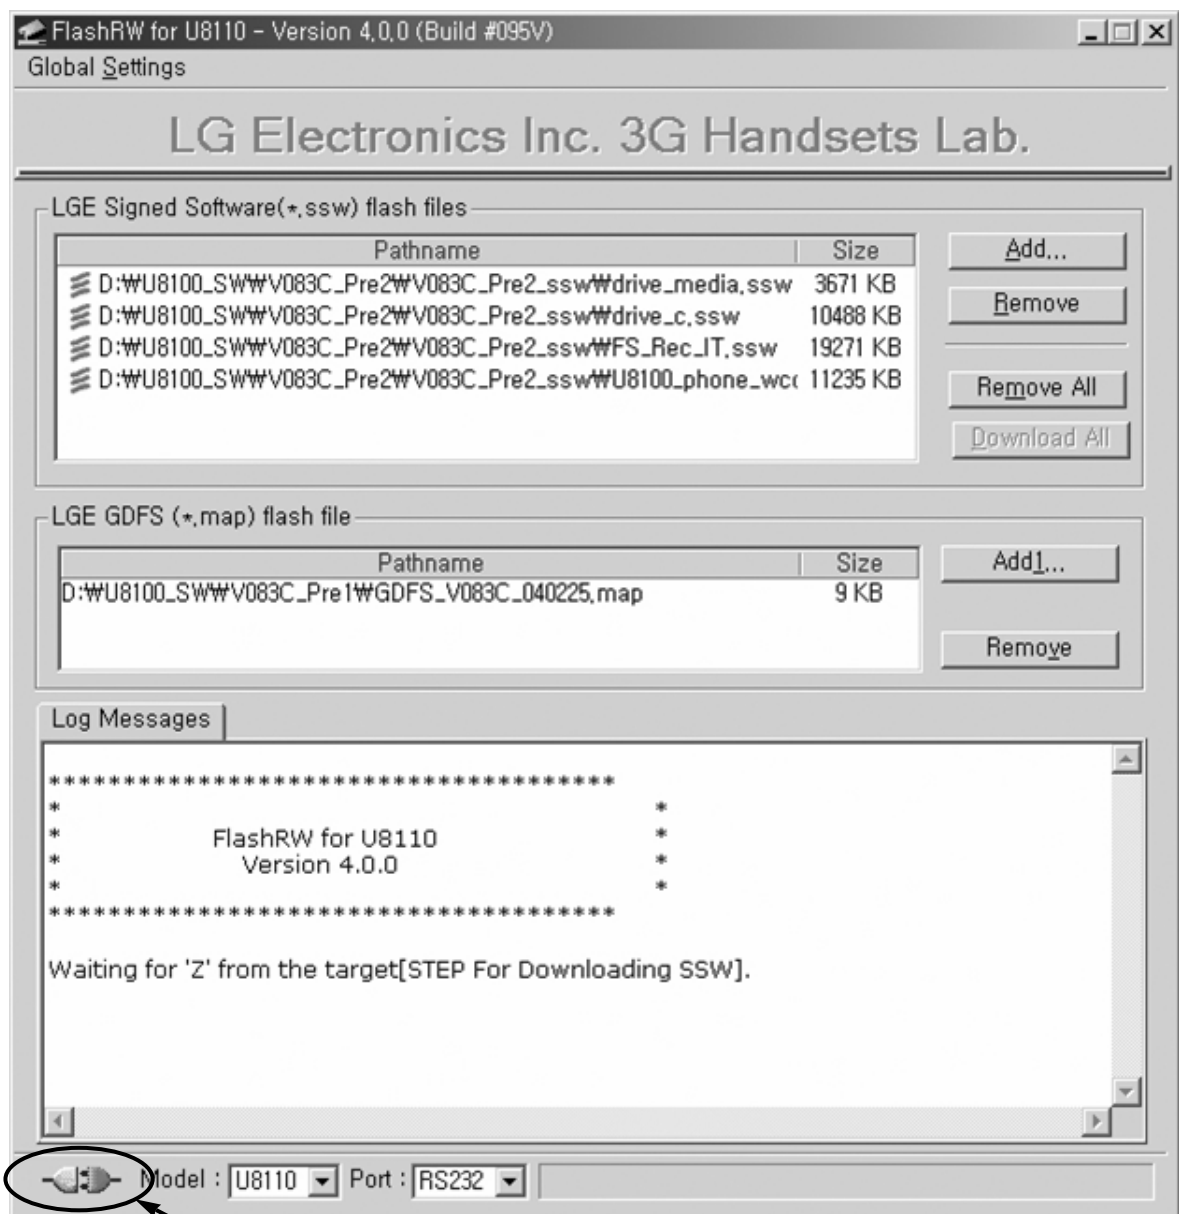 FlashRW for U8110 - Version 4,0,0 (Build #095V)
Global Settings
LG Electronics Inc. 3G Handsets Lab.
LGE Signed Software(*,ssw) flash files
Pathname Size
D:₩U8100_SW₩V083C_Pre2₩V083C_Pre2_ssw₩drive_media,ssw 3671 KB
D:₩U8100_SW₩V083C_Pre2₩V083C_Pre2_ssw₩drive_c,ssw 10488 KB
D:₩U8100_SW₩V083C_Pre2₩V083C_Pre2_ssw₩FS_Rec_IT,ssw 19271 KB
D:₩U8100_SW₩V083C_Pre2₩V083C_Pre2_ssw₩U8100_phone_wc 11235 KB
Add...
Remove
Remove All
Download All
LGE GDFS (*,map) flash file
Pathname Size
D:₩U8100_SW₩V083C_Pre1₩GDFS_V083C_040225,map 9 KB
Add1...
Remove
Log Messages
***************************************
* *
* FlashRW for U8110 *
* Version 4.0.0 *
* *
***************************************
Waiting for 'Z' from the target[STEP For Downloading SSW].
Model : U8110 Port : RS232